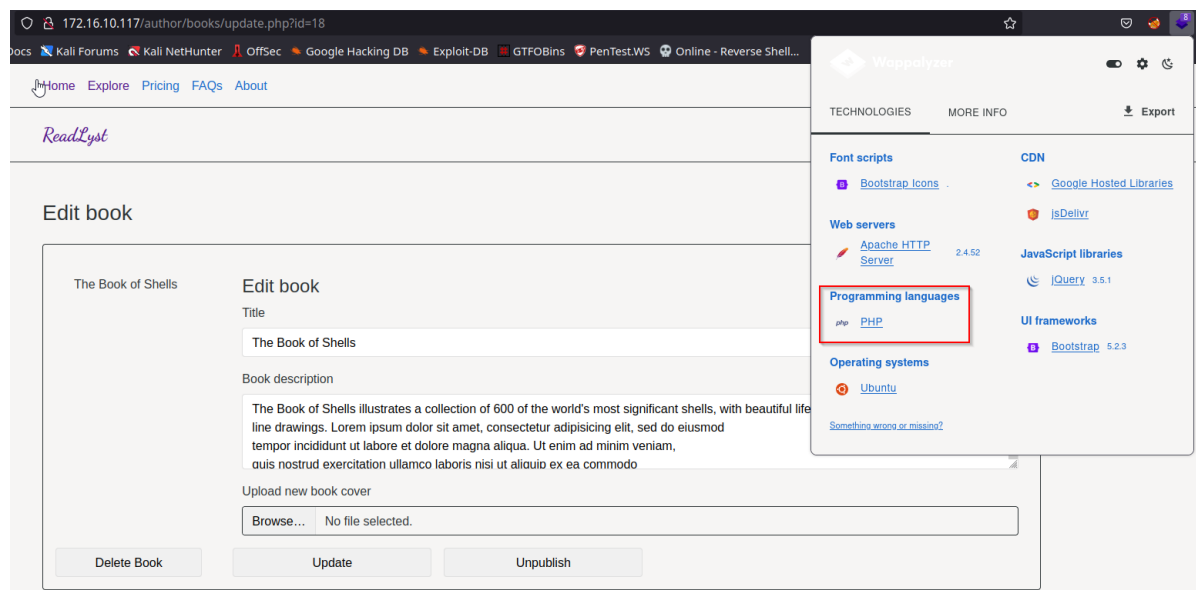 172.16.10.117/author/books/update.php?id=18
Docs Kali Forums Kali NetHunter OffSec Google Hacking DB Exploit-DB GTFOBins PenTest.WS Online - Reverse Shell...
Home Explore Pricing FAQs About
ReadLyst
Edit book
The Book of Shells
Edit book
Title
The Book of Shells
Book description
The Book of Shells illustrates a collection of 600 of the world's most significant shells, with beautiful life
line drawings. Lorem ipsum dolor sit amet, consectetur adipisicing elit, sed do eiusmod
tempor incididunt ut labore et dolore magna aliqua. Ut enim ad minim veniam,
quis nostrud exercitation ullamco laboris nisi ut aliquip ex ea commodo
Upload new book cover
Browse... No file selected.
Delete Book Update Unpublish
8
Wappalyzer
TECHNOLOGIES MORE INFO Export
Font scripts
Bootstrap Icons
Web servers
Apache HTTP
Server 2.4.52
Programming languages
php PHP
Operating systems
Ubuntu
Something wrong or missing?
CDN
Google Hosted Libraries
jsDelivr
JavaScript libraries
jQuery 3.5.1
UI frameworks
B Bootstrap 5.2.3